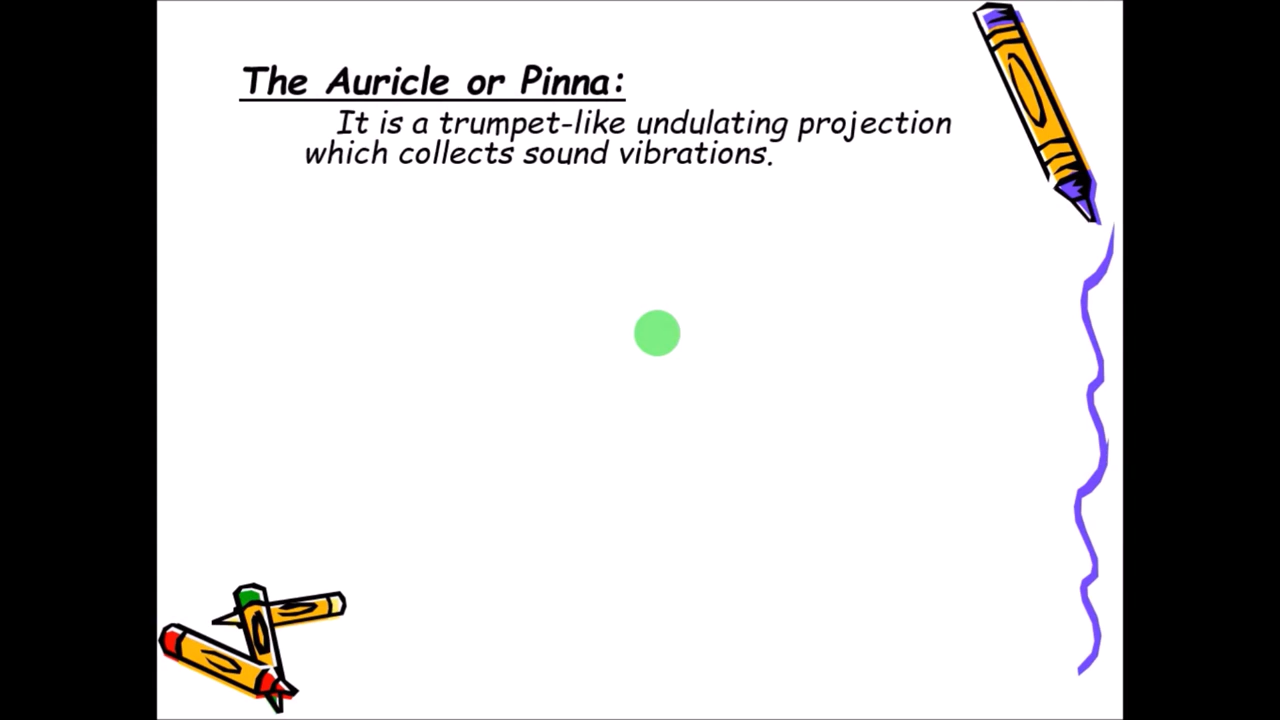 The Auricle or Pinna:
It is a trumpet-like undulating projection
which collects sound vibrations.